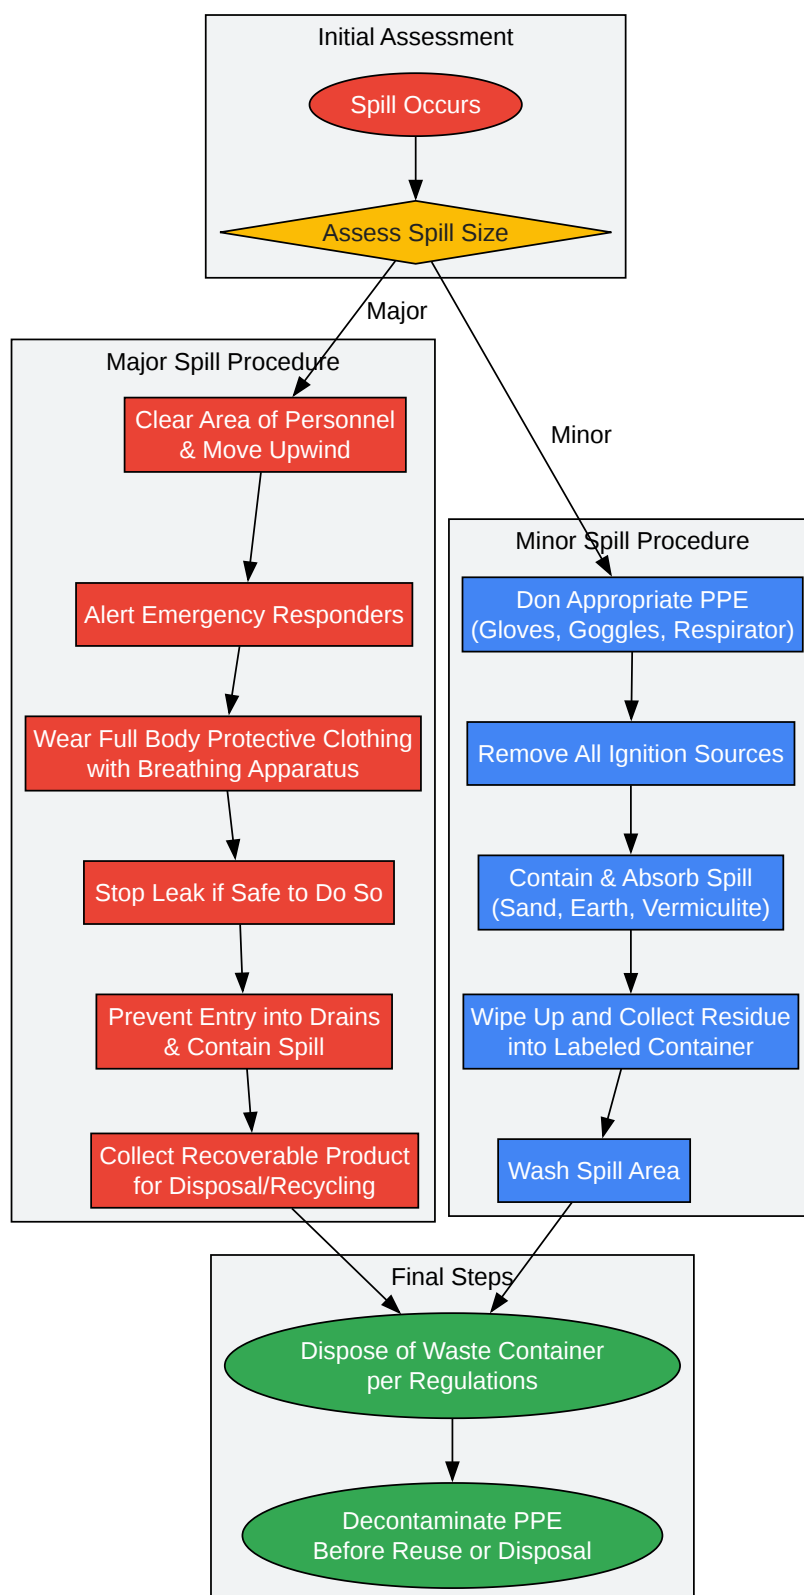 Initial Assessment
Spill Occurs
Assess Spill Size
Major
Minor
Major Spill Procedure
Clear Area of Personnel
& Move Upwind
Alert Emergency Responders
Wear Full Body Protective Clothing
with Breathing Apparatus
Stop Leak if Safe to Do So
Prevent Entry into Drains
& Contain Spill
Collect Recoverable Product
for Disposal/Recycling
Minor Spill Procedure
Don Appropriate PPE
(Gloves, Goggles, Respirator)
Remove All Ignition Sources
Contain & Absorb Spill
(Sand, Earth, Vermiculite)
Wipe Up and Collect Residue
into Labeled Container
Wash Spill Area
Final Steps
Dispose of Waste Container
per Regulations
Decontaminate PPE
Before Reuse or Disposal